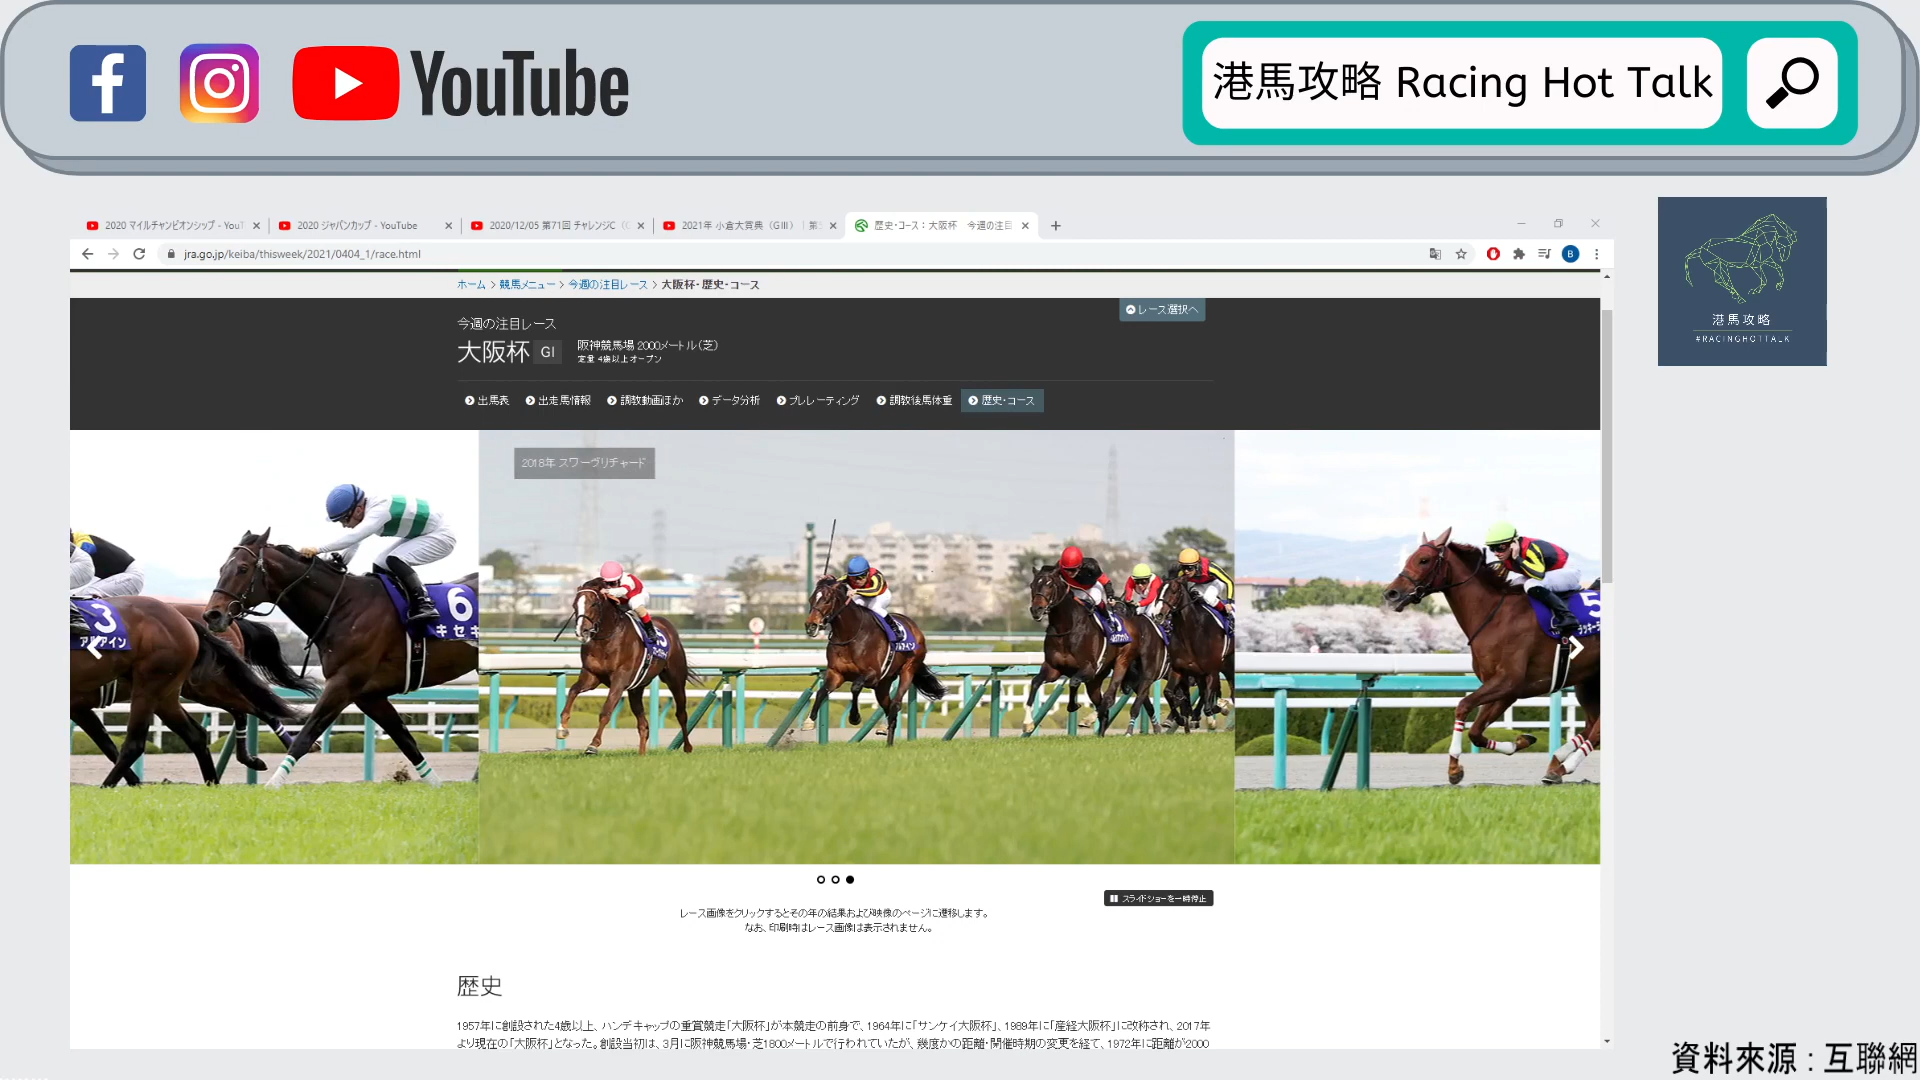 YouTube
港馬攻略 Racing Hot Talk
2020 マイルチャンピオンシップ - YouT
2020 ジャパンカップ - YouTube
2020/12/05 第71回 チャレンジC
2021年 小倉大賞典（GⅢ）｜第
歴史・コース：大阪杯 今週の注目
jra.go.jp/keiba/thisweek/2021/0404_1/race.html
B
ホーム > 競馬メニュー > 今週の注目レース > 大阪杯・歴史・コース
レース選択へ
今週の注目レース
大阪杯 GI
阪神競馬場 2000メートル（芝）
定量 4歳以上オープン
出馬表
出走馬情報
調教動画ほか
データ分析
プレレーティング
調教後馬体重
歴史・コース
2018年 スワーヴリチャード
3
アルアイン
6
キセキ
5
港馬攻略
#RACINGHOTTALK
スライドショーを一時停止
レース画像をクリックするとその年の結果および映像のページに遷移します。
なお、印刷時はレース画像は表示されません。
歴史
1957年に創設された4歳以上、ハンデキャップの重賞競走「大阪杯」が本競走の前身で、1964年に「サンケイ大阪杯」、1989年に「産経大阪杯」に改称され、2017年
より現在の「大阪杯」となった。創設当初は、3月に阪神競馬場・芝1800メートルで行われていたが、幾度かの距離・開催時期の変更を経て、1972年に距離が2000
資料來源 : 互聯網